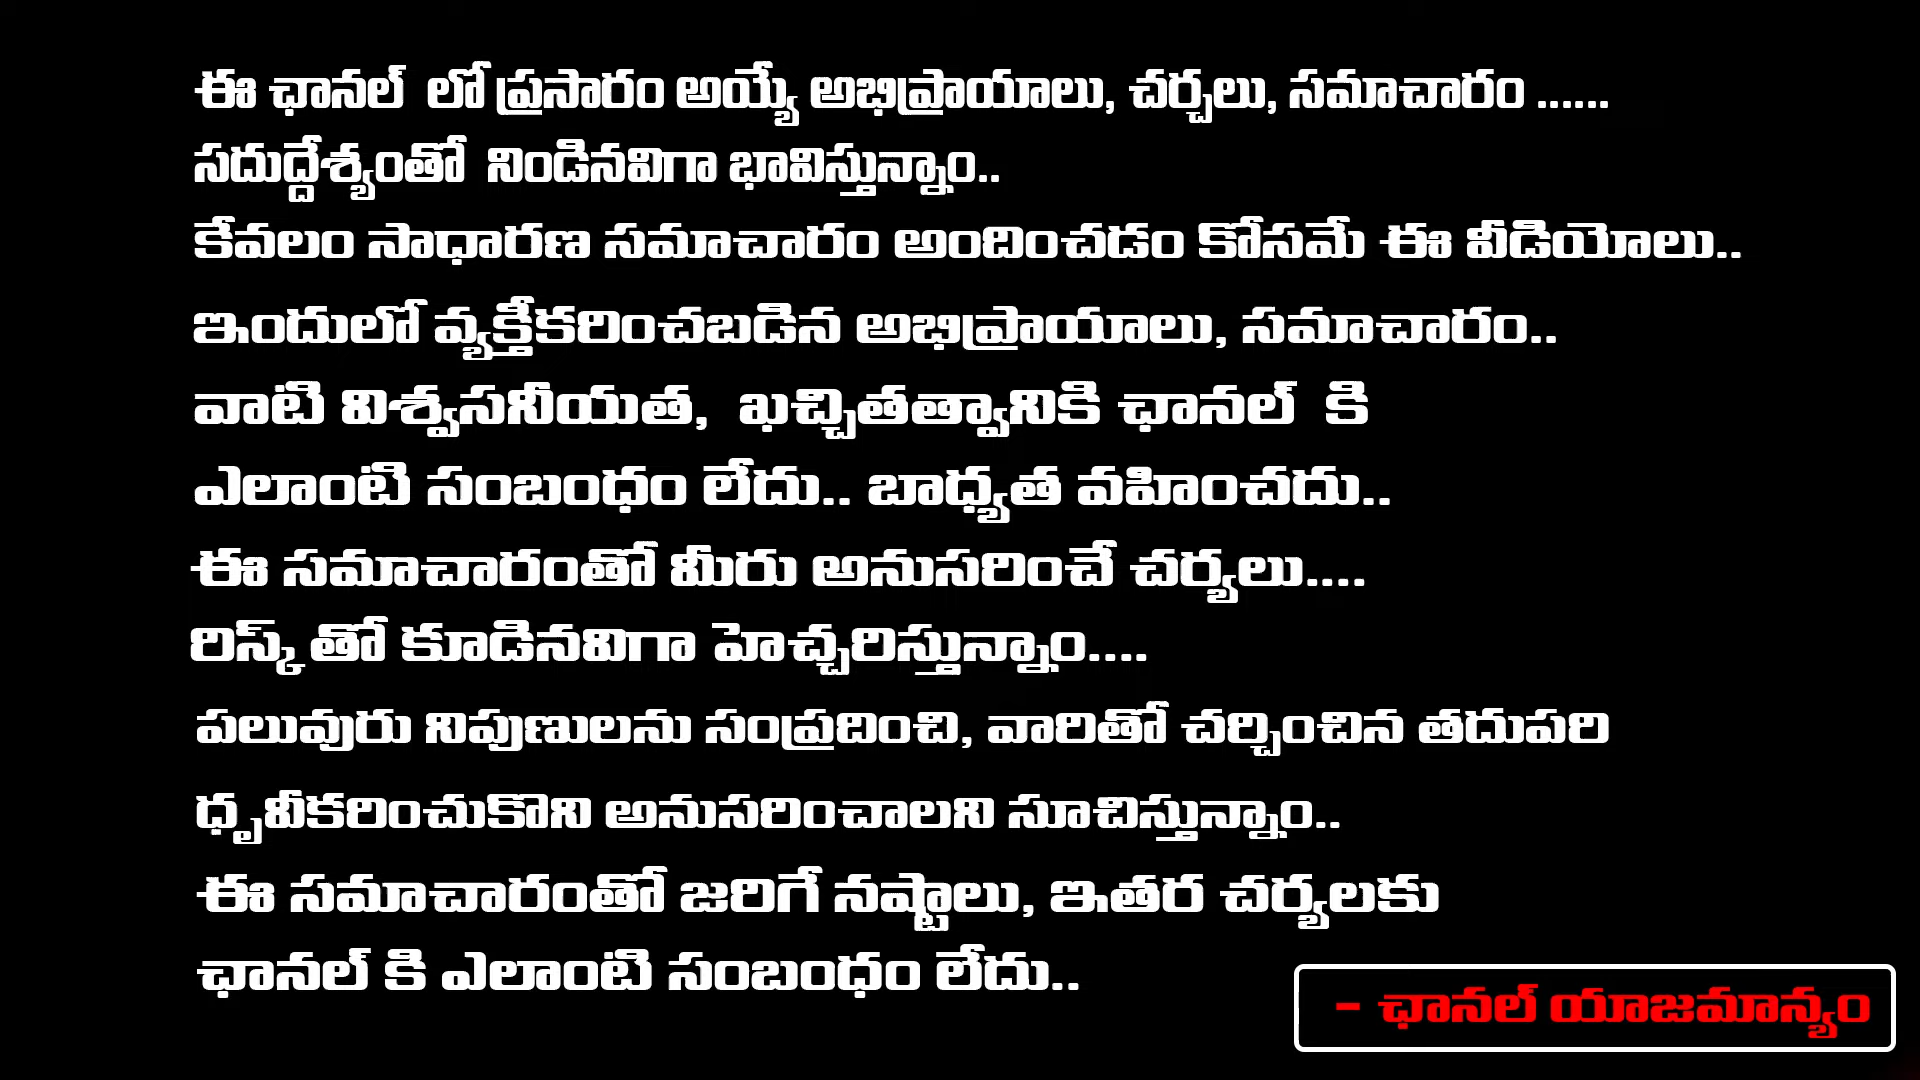 ఈ ఛానల్ లో ప్రసారం అయ్యే అభిప్రాయాలు, చర్చలు, సమాచారం ......
సదుద్దేశ్యంతో నిండినవిగా భావిస్తున్నాం..
కేవలం సాధారణ సమాచారం అందించడం కోసమే ఈ వీడియోలు..
ఇందులో వ్యక్తీకరించబడిన అభిప్రాయాలు, సమాచారం..
వాటి విశ్వసనీయత, ఖచ్చితత్వానికి ఛానల్ కి
ఎలాంటి సంబంధం లేదు.. బాధ్యత వహించదు..
ఈ సమాచారంతో మీరు అనుసరించే చర్యలు....
రిస్క్ తో కూడినవిగా హెచ్చరిస్తున్నాం....
పలువురు నిపుణులను సంప్రదించి, వారితో చర్చించిన తదుపరి
ధృవీకరించుకొని అనుసరించాలని సూచిస్తున్నాం..
ఈ సమాచారంతో జరిగే నష్టాలు, ఇతర చర్యలకు
ఛానల్ కి ఎలాంటి సంబంధం లేదు..
- ఛానల్ యాజమాన్యం